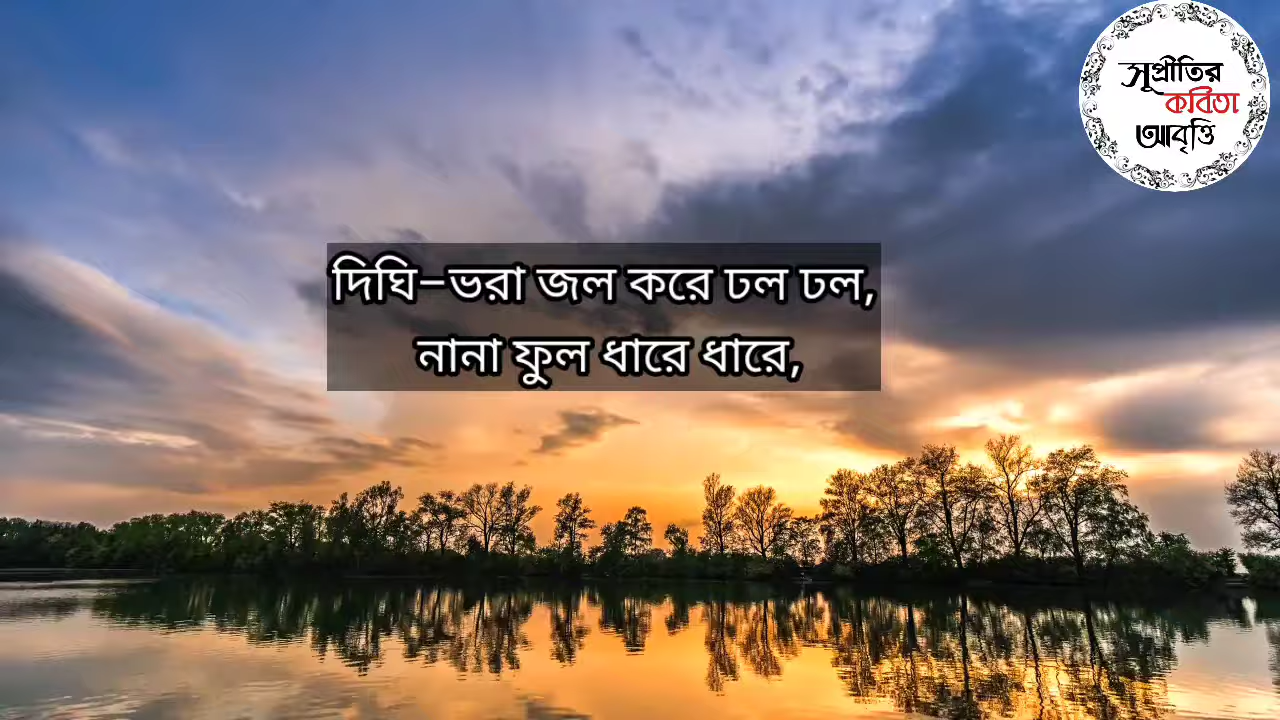 সুপ্রীতির
কবিতা
আবৃত্তি
দিঘি-ভরা জল করে ঢল ঢল,
নানা ফুল ধারে ধারে,